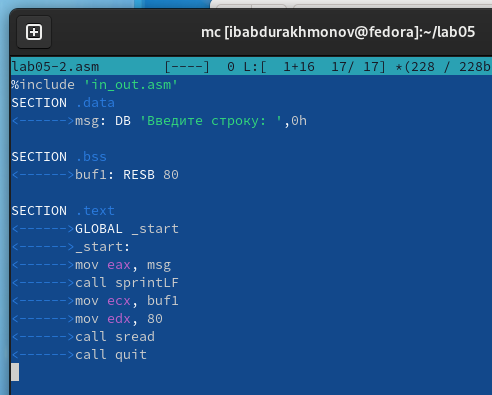 mc [ibabdurakhmonov@fedora]:~/lab05
lab05-2.asm [----] 0 L:[ 1+16 17/ 17] *(228 / 228b
%include 'in_out.asm'
SECTION .data
<------>msg: DB 'Введите строку: ',0h
SECTION .bss
<------>buf1: RESB 80
SECTION .text
<------>GLOBAL _start
<------>_start:
<------>mov eax, msg
<------>call sprintLF
<------>mov ecx, buf1
<------>mov edx, 80
<------>call sread
<------>call quit